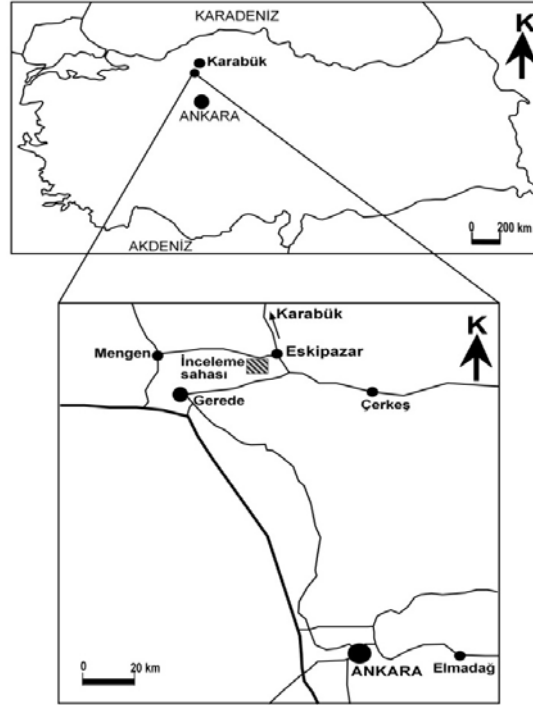 KARADENİZ
K
Karabük
ANKARA
AKDENİZ
0 200 km
Karabük
K
Mengen
İnceleme
sahası
Eskipazar
Gerede
Çerkeş
0 20 km
ANKARA
Elmadağ